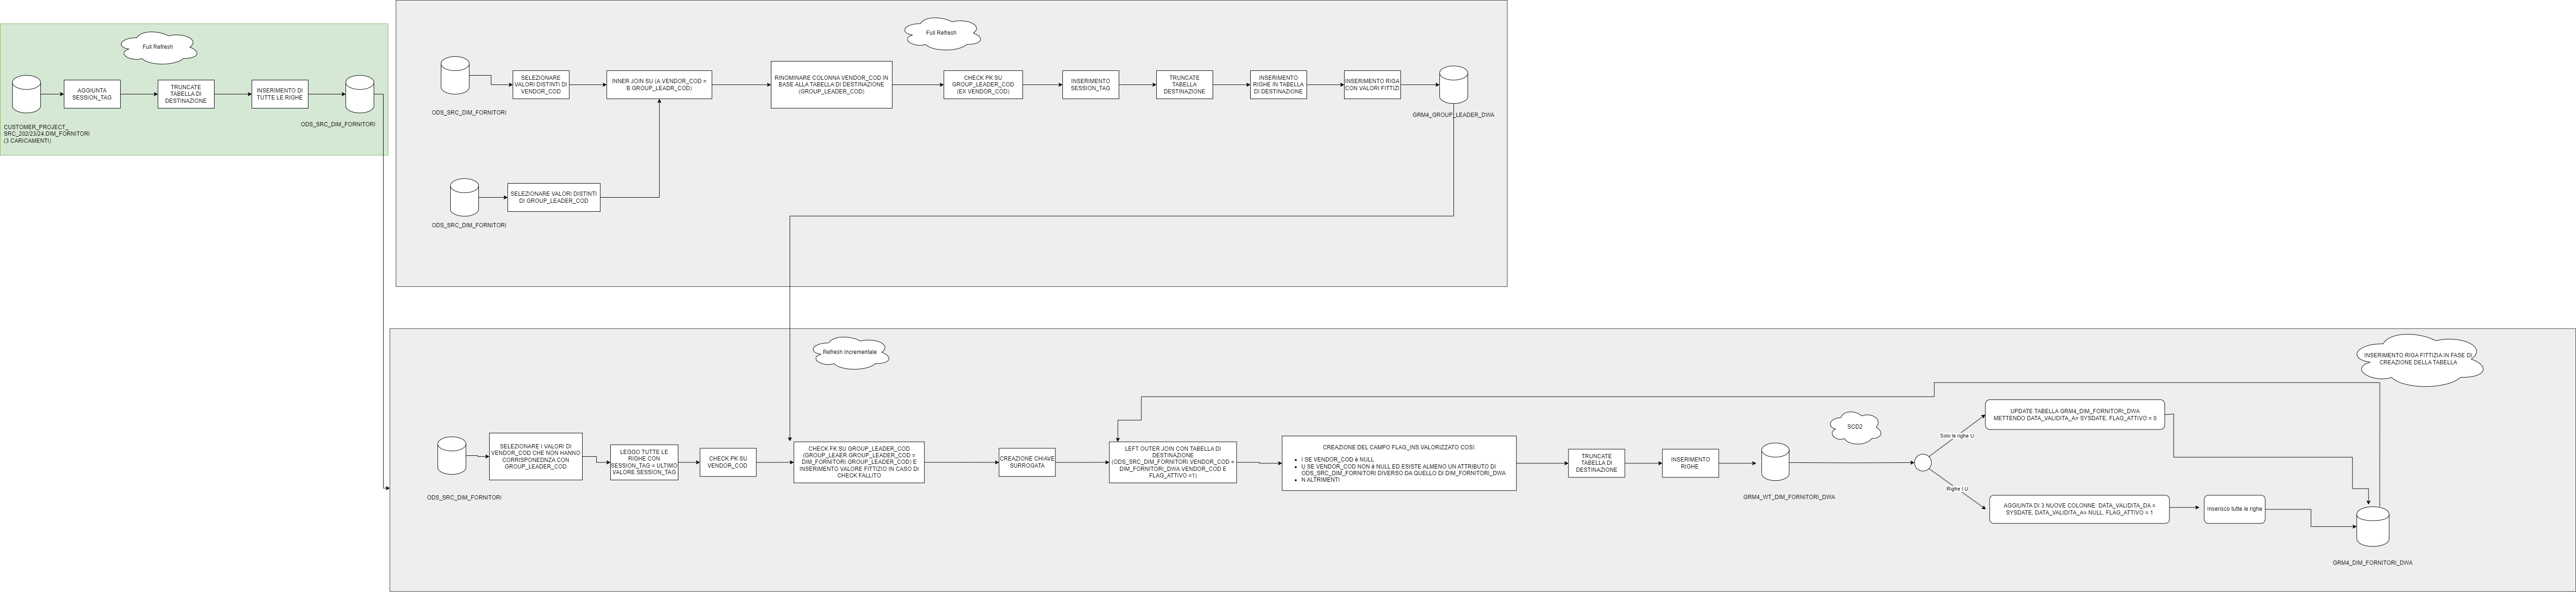 Full Refresh
AGGIUNTA
SESSION_TAG
TRUNCATE
TABELLA DI
DESTINAZIONE
INSERIMENTO DI
TUTTE LE RIGHE
CUSTOMER_PROJECT_
SRC_202/23/24.DIM_FORNITORI
(3 CARICAMENTI)
ODS_SRC_DIM_FORNITORI
Full Refresh
SELEZIONARE
VALORI DISTINTI DI
VENDOR_COD
INNER JOIN SU (A.VENDOR_COD =
B.GROUP_LEADR_COD)
RINOMINARE COLONNA VENDOR_COD IN
BASE ALLA TABELLA DI DESTINAZIONE
(GROUP_LEADER_COD)
CHECK PK SU
GROUP_LEADER_COD
(EX VENDOR_COD)
INSERIMENTO
SESSION_TAG
TRUNCATE
TABELLA
DESTINAZIONE
INSERIMENTO
RIGHE IN TABELLA
DI DESTINAZIONE
INSERIMENTO RIGA
CON VALORI FITTIZI
ODS_SRC_DIM_FORNITORI
GRM4_GROUP_LEADER_DWA
SELEZIONARE VALORI DISTINTI
DI GROUP_LEADER_COD
ODS_SRC_DIM_FORNITORI
Refresh Incrementale
INSERIMENTO RIGA FITTIZIA IN FASE DI
CREAZIONE DELLA TABELLA
SELEZIONARE I VALORI DI
VENDOR_COD CHE NON HANNO
CORRISPONEDNZA CON
GROUP_LEADER_COD
LEGGO TUTTE LE
RIGHE CON
SESSION_TAG = ULTIMO
VALORE SESSION_TAG
CHECK PK SU
VENDOR_COD
CHECK FK SU GROUP_LEADER_COD
(GROUP_LEAER.GROUP_LEADER_COD =
DIM_FORNITORI.GROUP_LEADER_COD) E
INSERIMENTO VALORE FITTIZIO IN CASO DI
CHECK FALLITO
CREAZIONE CHIAVE
SURROGATA
LEFT OUTER JOIN CON TABELLA DI
DESTINAZIONE
(ODS_SRC_DIM_FORNITORI.VENDOR_COD =
DIM_FORNITORI_DWA.VENDOR_COD E
FLAG_ATTIVO =1)
CREAZIONE DEL CAMPO FLAG_INS VALORIZZATO COSÌ:
• I SE VENDOR_COD è NULL
• U SE VENDOR_COD NON è NULL ED ESISTE ALMENO UN ATTRIBUTO DI
ODS_SRC_DIM_FORNITORI DIVERSO DA QUELLO DI DIM_FORNITORI_DWA
• N ALTRIMENTI
TRUNCATE
TABELLA DI
DESTINAZIONE
INSERIMENTO
RIGHE
ODS_SRC_DIM_FORNITORI
GRM4_WT_DIM_FORNITORI_DWA
SCD2
Solo le righe U
Righe I U
UPDATE TABELLA GRM4_DIM_FORNITORI_DWA
METTENDO DATA_VALIDITA_A= SYSDATE, FLAG_ATTIVO = 0
AGGIUNTA DI 3 NUOVE COLONNE: DATA_VALIDITA_DA =
SYSDATE, DATA_VALIDITA_A= NULL, FLAG_ATTIVO = 1
Inserisco tutte le righe
GRM4_DIM_FORNITORI_DWA